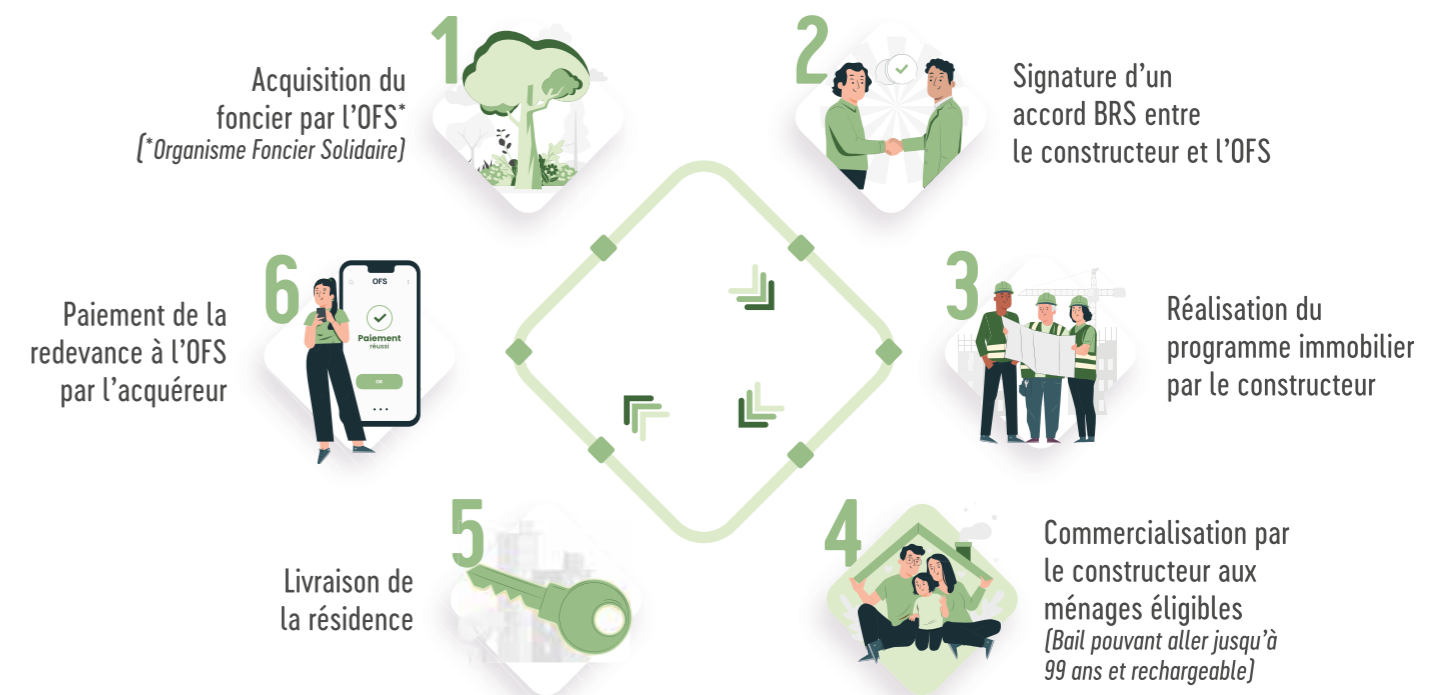 1
Acquisition du
foncier par l’OFS*
(*Organisme Foncier Solidaire)
2
Signature d’un
accord BRS entre
le constructeur et l’OFS
3
Réalisation du
programme immobilier
par le constructeur
4
Commercialisation par
le constructeur aux
ménages éligibles
(Bail pouvant aller jusqu’à
99 ans et rechargeable)
5
Livraison de
la résidence
6
Paiement de la
redevance à l’OFS
par l’acquéreur
OFS
Paiement
réussi
OK